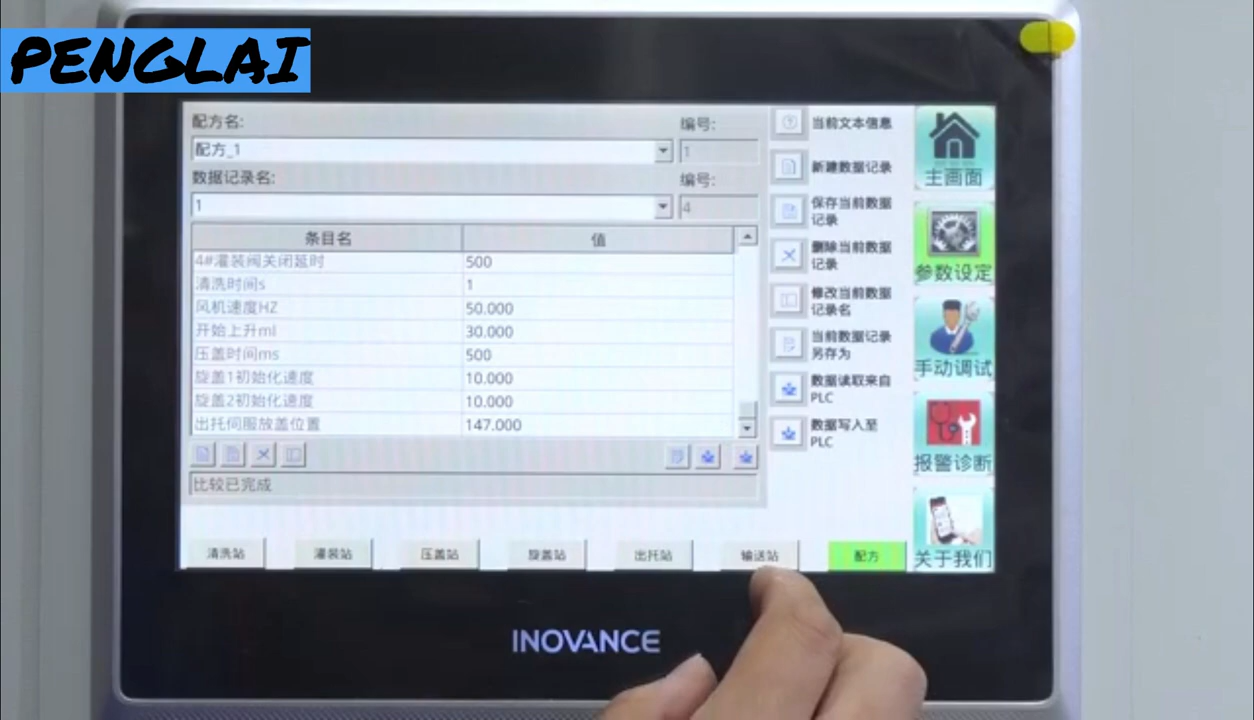 PENGLAI
配方名:
编号:
配方_1
1
数据记录名:
编号:
1
4
条目名 值
4#灌装阀关闭延时 500
清洗时间s 1
风机速度HZ 50.000
开始上升ml 30.000
压盖时间ms 500
旋盖1初始化速度 10.000
旋盖2初始化速度 10.000
出托伺服放盖位置 147.000
比较已完成
当前文本信息
新建数据记录
保存当前数据
记录
删除当前数据
记录
修改当前数据
记录名
当前数据记录
另存为
数据读取来自
PLC
数据写入至
PLC
主画面
参数设定
手动调试
报警诊断
关于我们
清洗站 灌装站 压盖站 旋盖站 出托站 输送站 配方
INOVANCE